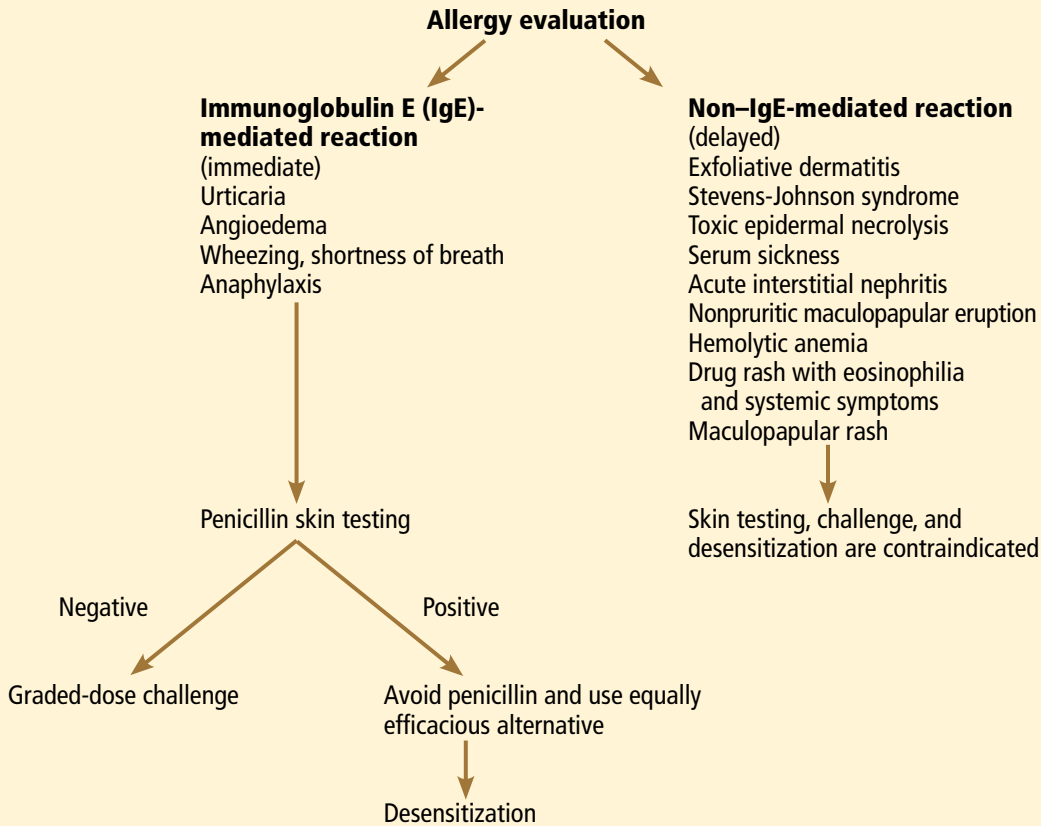 Allergy evaluation
Immunoglobulin E (IgE)-
mediated reaction
(immediate)
Urticaria
Angioedema
Wheezing, shortness of breath
Anaphylaxis
Non–IgE-mediated reaction
(delayed)
Exfoliative dermatitis
Stevens-Johnson syndrome
Toxic epidermal necrolysis
Serum sickness
Acute interstitial nephritis
Nonpruritic maculopapular eruption
Hemolytic anemia
Drug rash with eosinophilia
and systemic symptoms
Maculopapular rash
Penicillin skin testing
Skin testing, challenge, and
desensitization are contraindicated
Negative
Positive
Graded-dose challenge
Avoid penicillin and use equally
efficacious alternative
Desensitization